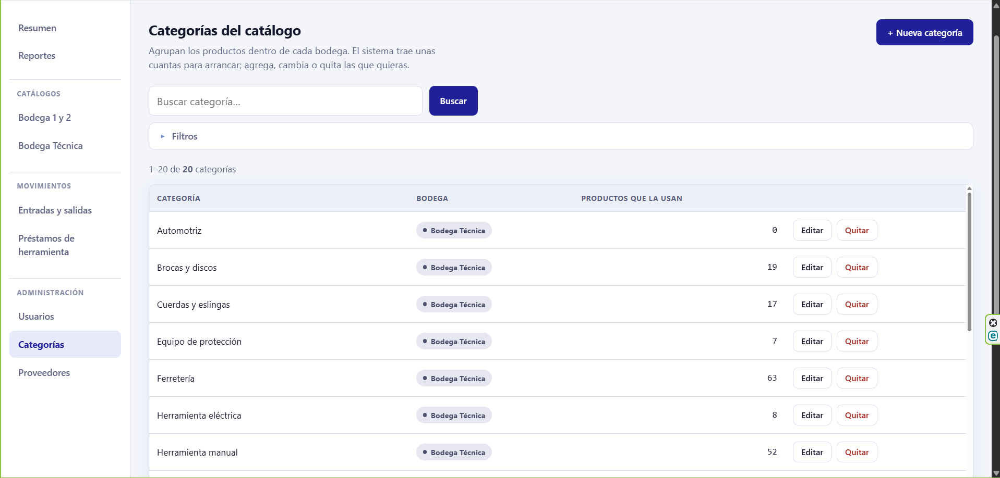 Resumen
Reportes
CATÁLOGOS
Bodega 1 y 2
Bodega Técnica
MOVIMIENTOS
Entradas y salidas
Préstamos de
herramienta
ADMINISTRACIÓN
Usuarios
Categorías
Proveedores
Categorías del catálogo
+ Nueva categoría
Agrupan los productos dentro de cada bodega. El sistema trae unas
cuantas para arrancar; agrega, cambia o quita las que quieras.
Buscar categoría...
Buscar
Filtros
1–20 de 20 categorías
CATEGORÍA BODEGA PRODUCTOS QUE LA USAN
Automotriz Bodega Técnica 0 Editar Quitar
Brocas y discos Bodega Técnica 19 Editar Quitar
Cuerdas y eslingas Bodega Técnica 17 Editar Quitar
Equipo de protección Bodega Técnica 7 Editar Quitar
Ferretería Bodega Técnica 63 Editar Quitar
Herramienta eléctrica Bodega Técnica 8 Editar Quitar
Herramienta manual Bodega Técnica 52 Editar Quitar